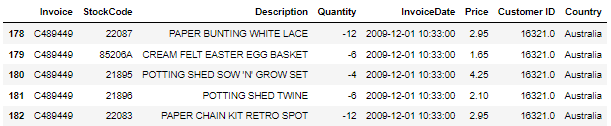 Invoice StockCode Description Quantity InvoiceDate Price Customer ID Country
178 C489449 22087 PAPER BUNTING WHITE LACE -12 2009-12-01 10:33:00 2.95 16321.0 Australia
179 C489449 85206A CREAM FELT EASTER EGG BASKET -6 2009-12-01 10:33:00 1.65 16321.0 Australia
180 C489449 21895 POTTING SHED SOW 'N' GROW SET -4 2009-12-01 10:33:00 4.25 16321.0 Australia
181 C489449 21896 POTTING SHED TWINE -6 2009-12-01 10:33:00 2.10 16321.0 Australia
182 C489449 22083 PAPER CHAIN KIT RETRO SPOT -12 2009-12-01 10:33:00 2.95 16321.0 Australia